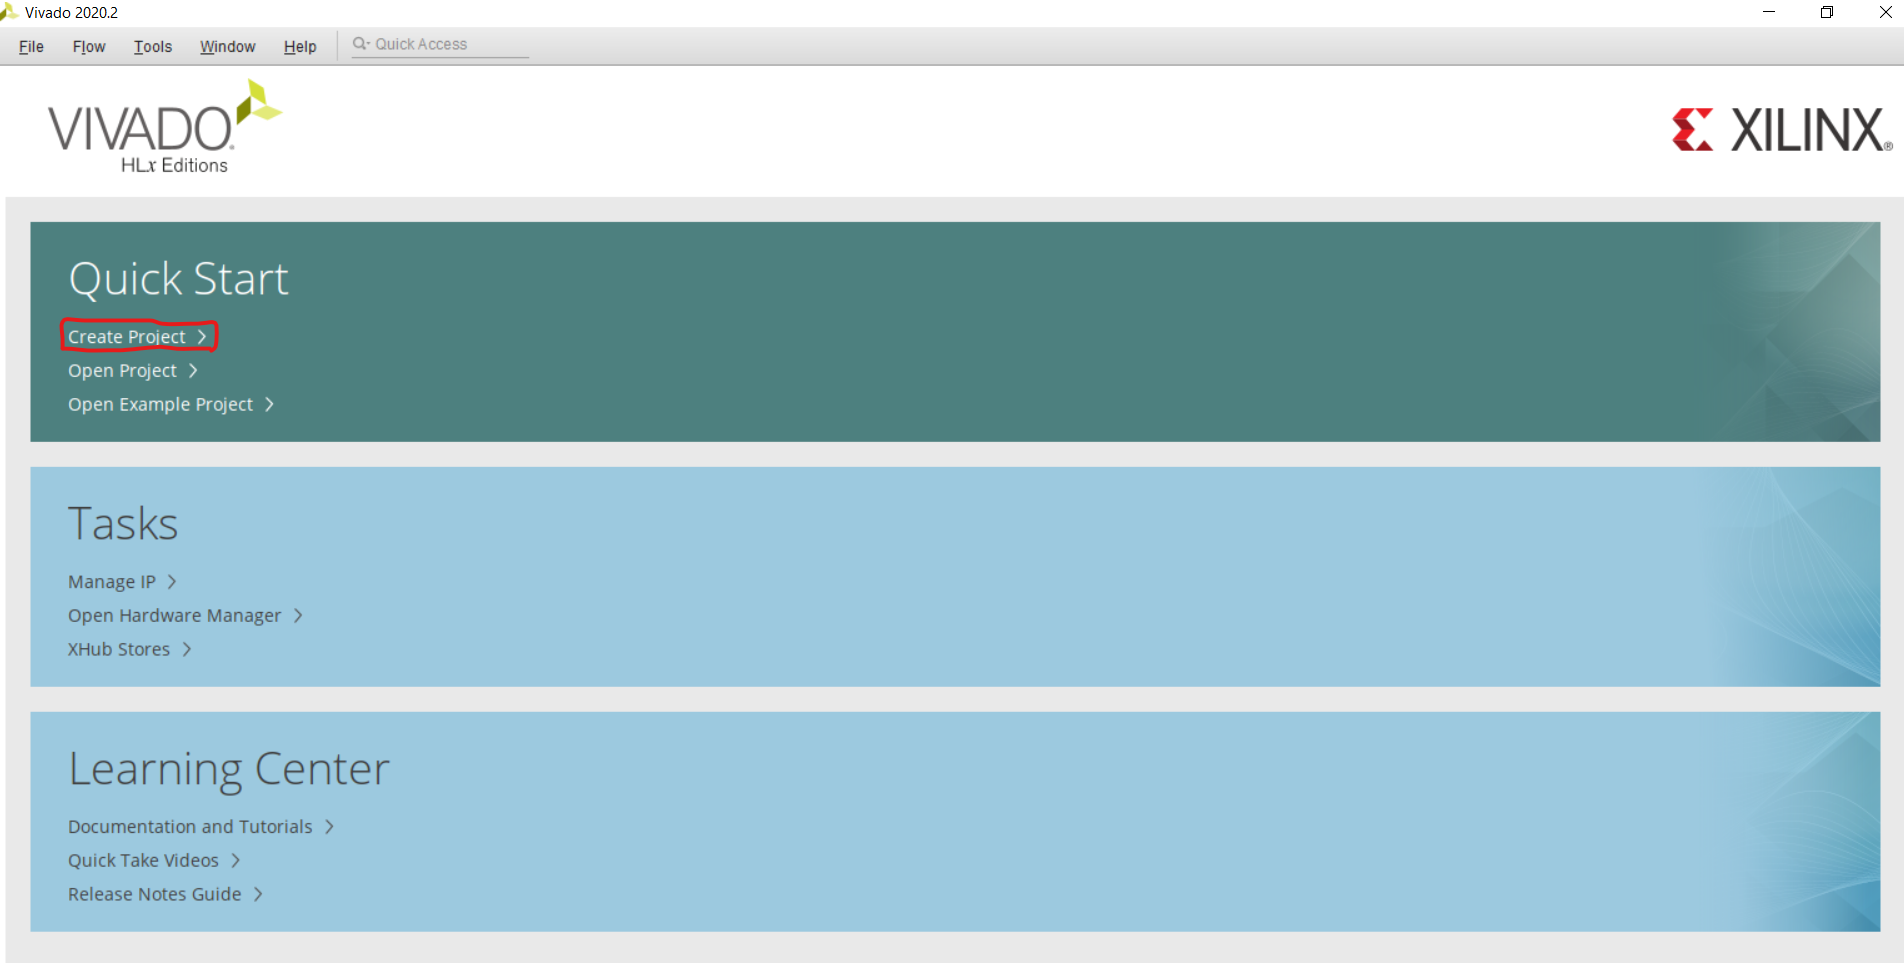 Vivado 2020.2
File Flow Tools Window Help Quick Access
VIVADO®
HLx Editions
XILINX®
Quick Start
Create Project
Open Project
Open Example Project
Tasks
Manage IP
Open Hardware Manager
XHub Stores
Learning Center
Documentation and Tutorials
Quick Take Videos
Release Notes Guide